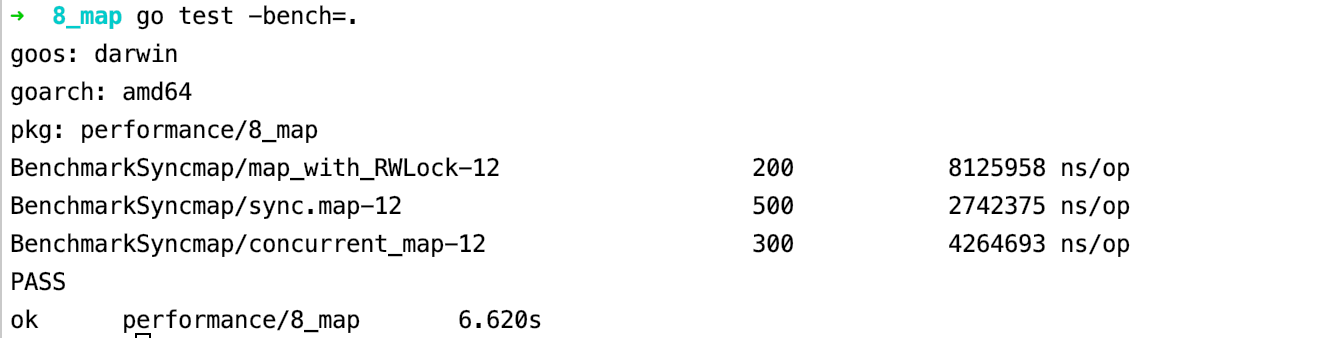 ➜  8_map go test -bench=.
goos: darwin
goarch: amd64
pkg: performance/8_map
BenchmarkSyncmap/map_with_RWLock-12                  200           8125958 ns/op
BenchmarkSyncmap/sync.map-12                         500           2742375 ns/op
BenchmarkSyncmap/concurrent_map-12                   300           4264693 ns/op
PASS
ok      performance/8_map       6.620s